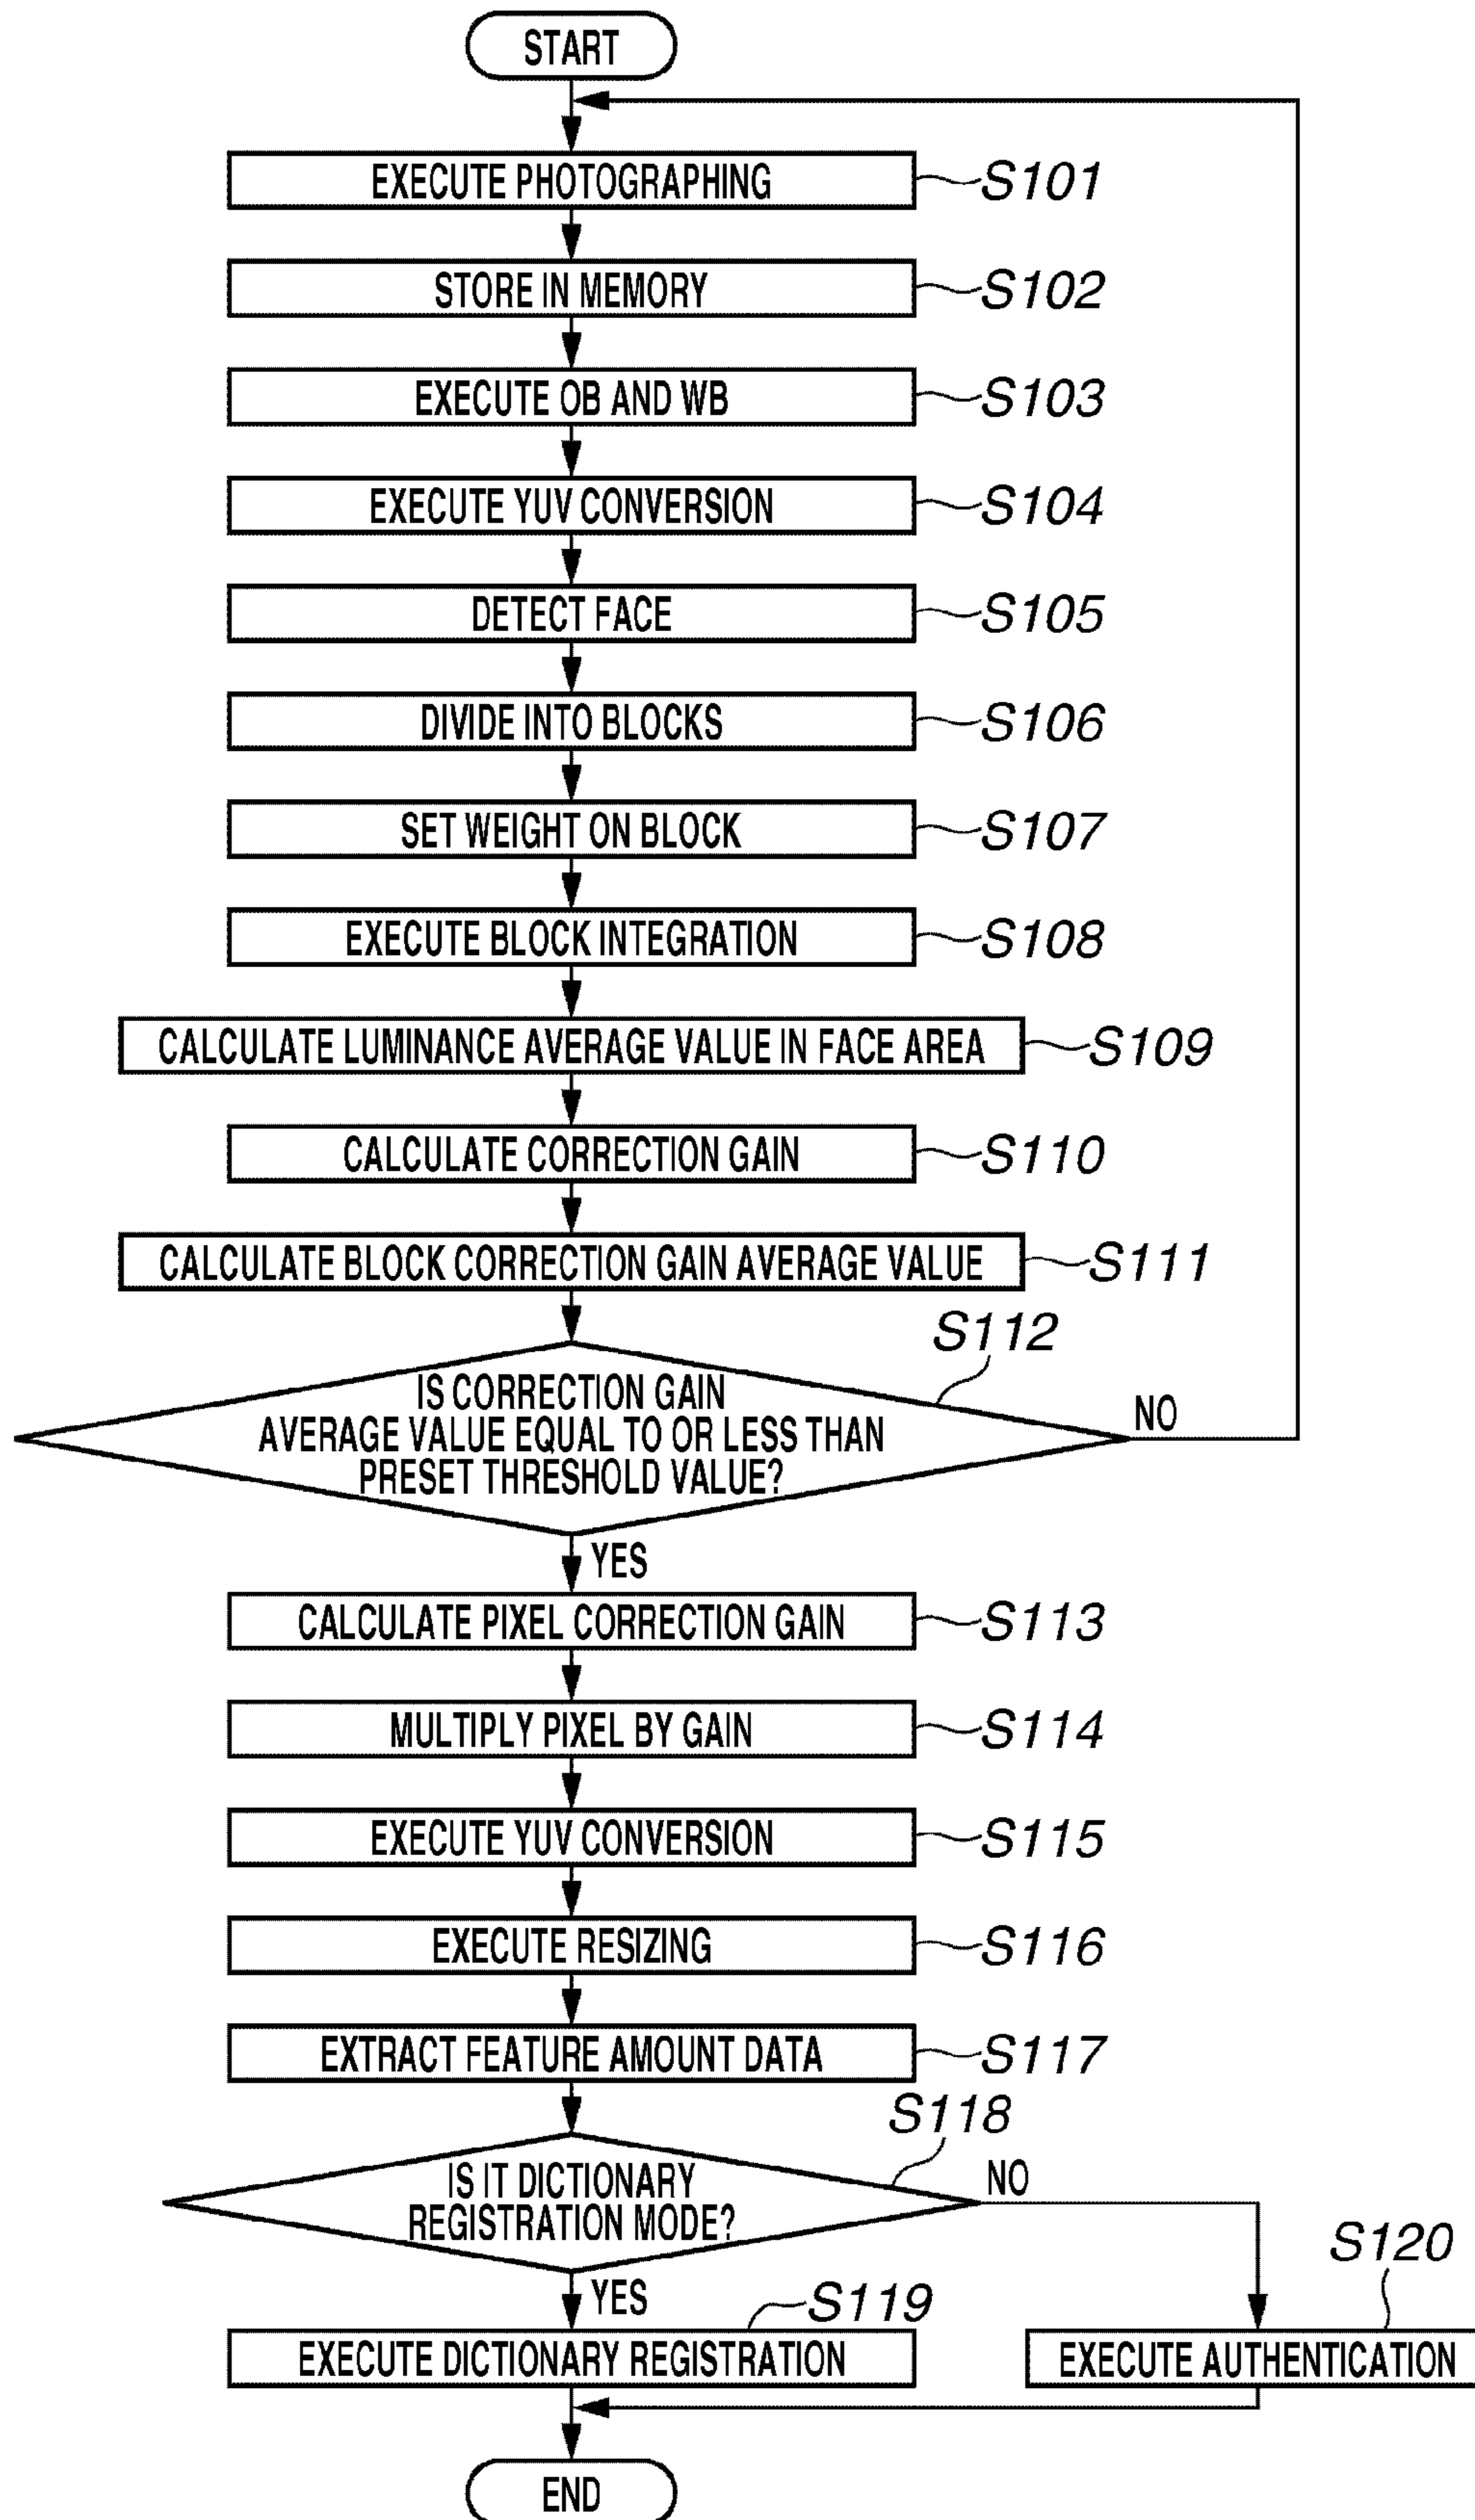 START
EXECUTE PHOTOGRAPHING S101
STORE IN MEMORY S102
EXECUTE OB AND WB S103
EXECUTE YUV CONVERSION S104
DETECT FACE S105
DIVIDE INTO BLOCKS S106
SET WEIGHT ON BLOCK S107
EXECUTE BLOCK INTEGRATION S108
CALCULATE LUMINANCE AVERAGE VALUE IN FACE AREA S109
CALCULATE CORRECTION GAIN S110
CALCULATE BLOCK CORRECTION GAIN AVERAGE VALUE S111
S112
IS CORRECTION GAIN
AVERAGE VALUE EQUAL TO OR LESS THAN
PRESET THRESHOLD VALUE?
NO
YES
CALCULATE PIXEL CORRECTION GAIN S113
MULTIPLY PIXEL BY GAIN S114
EXECUTE YUV CONVERSION S115
EXECUTE RESIZING S116
EXTRACT FEATURE AMOUNT DATA S117
S118
IS IT DICTIONARY
REGISTRATION MODE?
NO
YES
S119
S120
EXECUTE DICTIONARY REGISTRATION
EXECUTE AUTHENTICATION
END